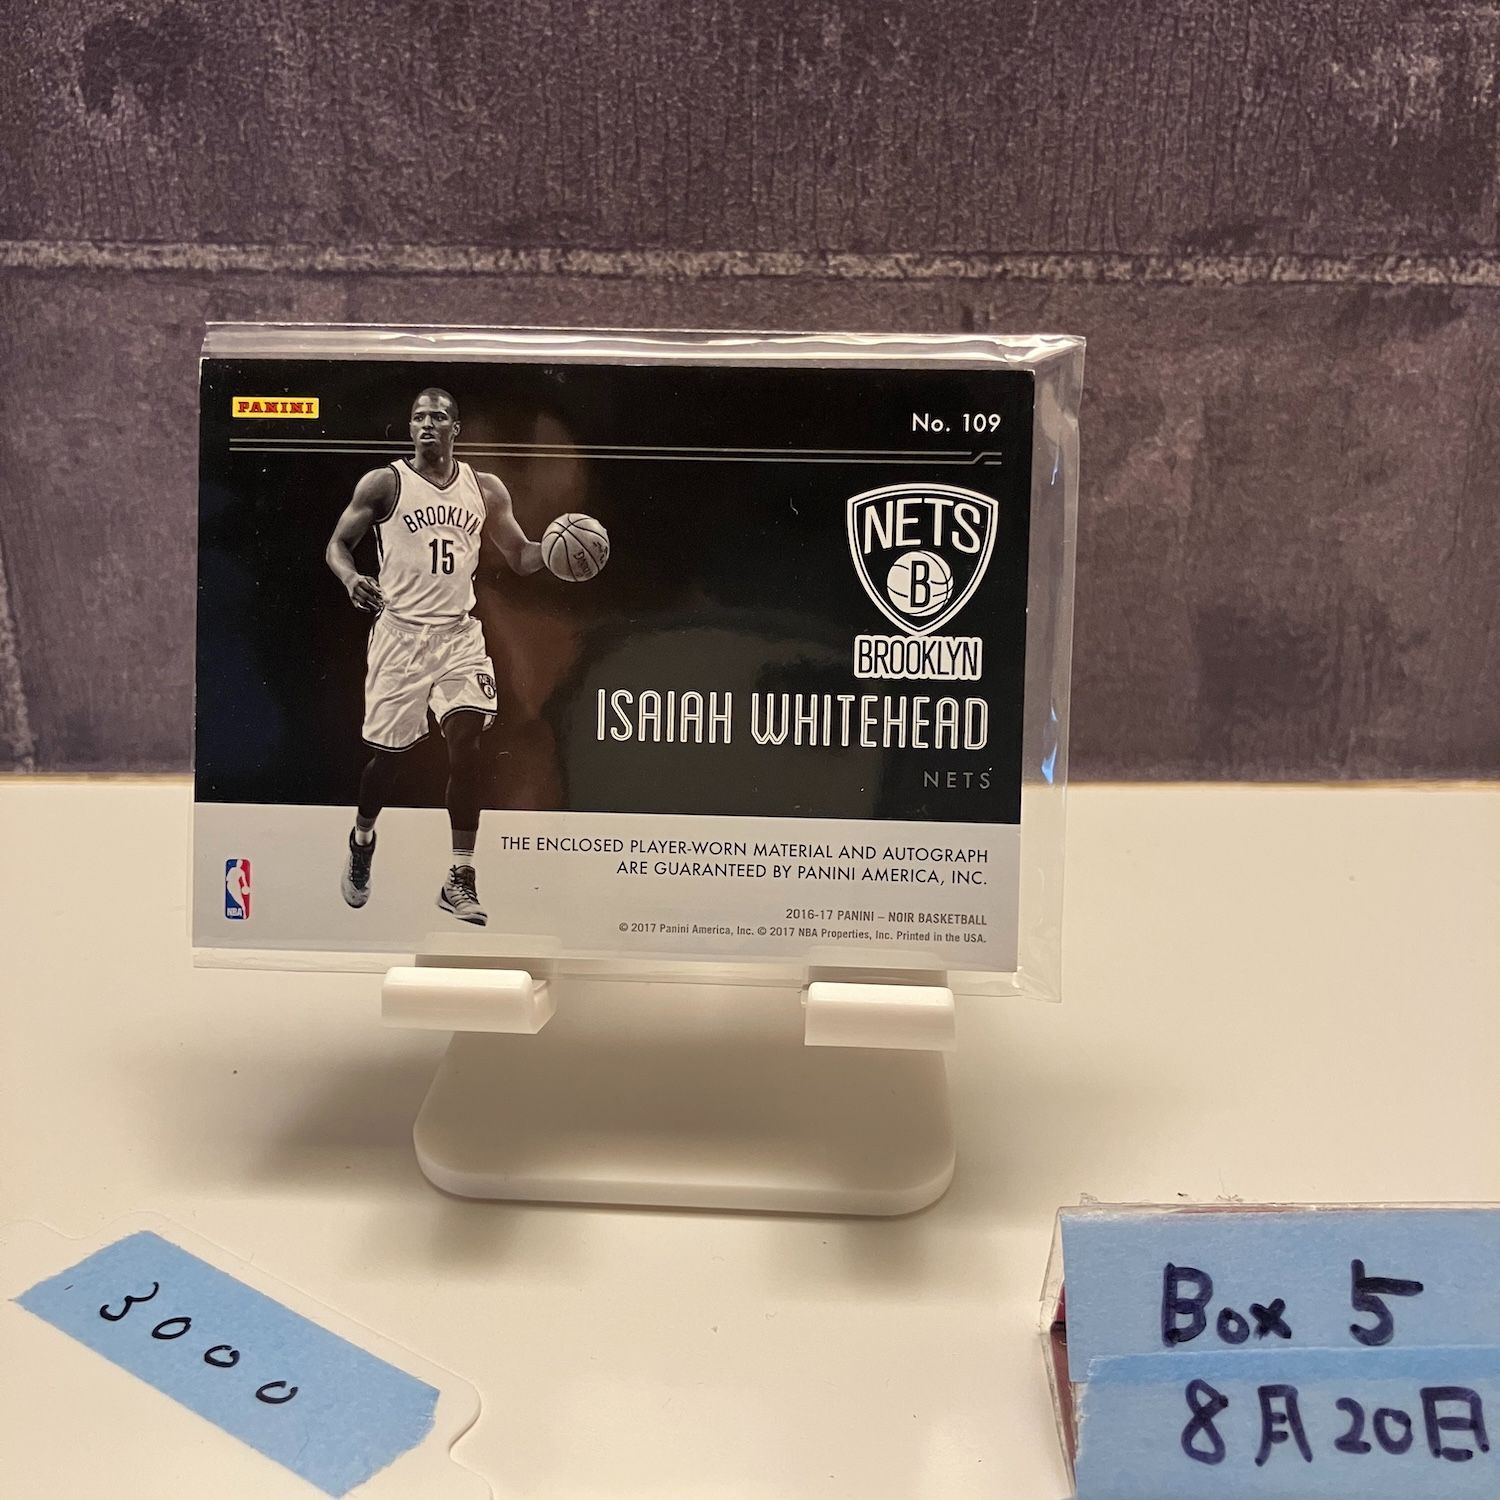 PANINI
No. 109
BROOKLYN
15
SPALDING
NETS
B
BROOKLYN
ISAIAH WHITEHEAD
NETS
THE ENCLOSED PLAYER-WORN MATERIAL AND AUTOGRAPH
ARE GUARANTEED BY PANINI AMERICA, INC.
NBA
2016-17 PANINI – NOIR BASKETBALL
© 2017 Panini America, Inc. © 2017 NBA Properties, Inc. Printed in the USA.
3000
Box 5
8月20日